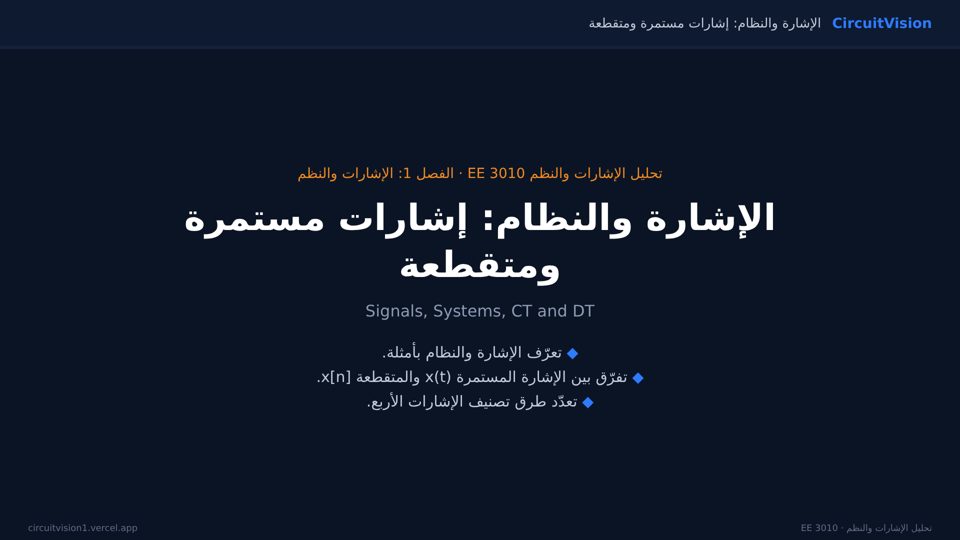 CircuitVision الإشارة والنظام: إشارات مستمرة ومتقطعة
تحليل الإشارات والنظم EE 3010 · الفصل 1: الإشارات والنظم
الإشارة والنظام: إشارات مستمرة
ومتقطعة
Signals, Systems, CT and DT
◆ تعرّف الإشارة والنظام بأمثلة.
◆ تفرّق بين الإشارة المستمرة x(t) والمتقطعة x[n].
◆ تعدّد طرق تصنيف الإشارات الأربع.
تحليل الإشارات والنظم · EE 3010
circuitvision1.vercel.app